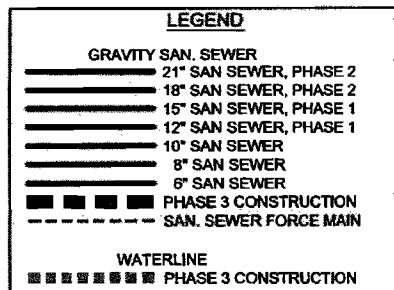 LEGEND
GRAVITY SAN. SEWER
21" SAN SEWER, PHASE 2
18" SAN SEWER, PHASE 2
15" SAN SEWER, PHASE 1
12" SAN SEWER, PHASE 1
10" SAN SEWER
8" SAN SEWER
6" SAN SEWER
PHASE 3 CONSTRUCTION
SAN. SEWER FORCE MAIN
WATERLINE
PHASE 3 CONSTRUCTION